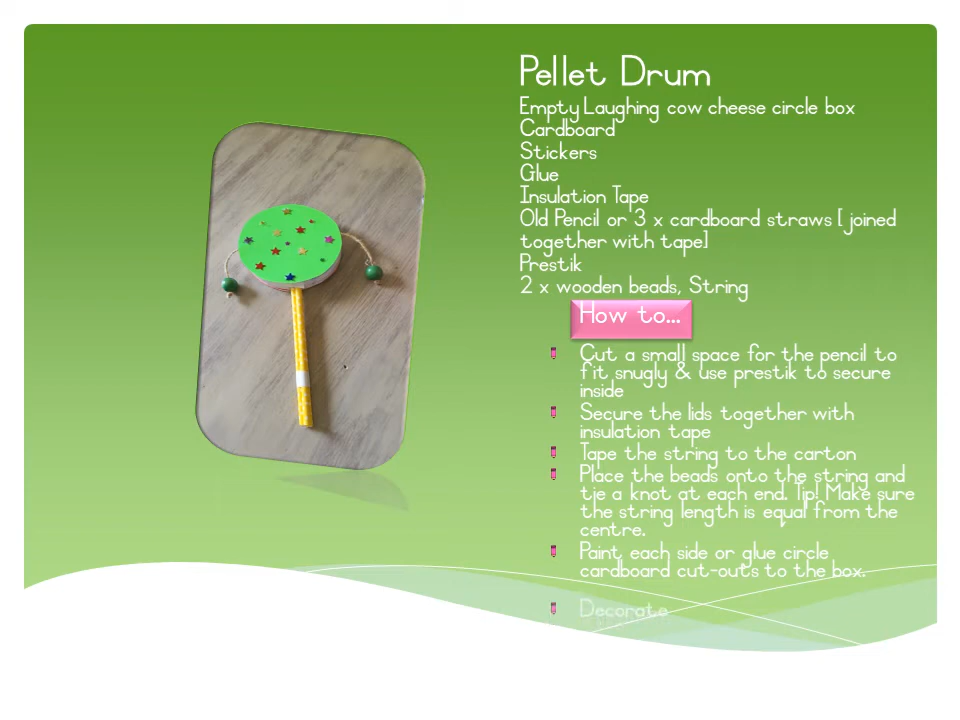 Pellet Drum
Empty Laughing cow cheese circle box
Cardboard
Stickers
Glue
Insulation Tape
Old Pencil or 3 x cardboard straws [ joined
together with tape]
Prestik
2 x wooden beads, String
How to...
Cut a small space for the pencil to
fit snugly & use prestik to secure
inside
Secure the lids together with
insulation tape
Tape the string to the carton
Place the beads onto the string and
tie a knot at each end. Tip! Make sure
the string length is equal from the
centre.
Paint each side or glue circle
cardboard cut-outs to the box.
Decorate